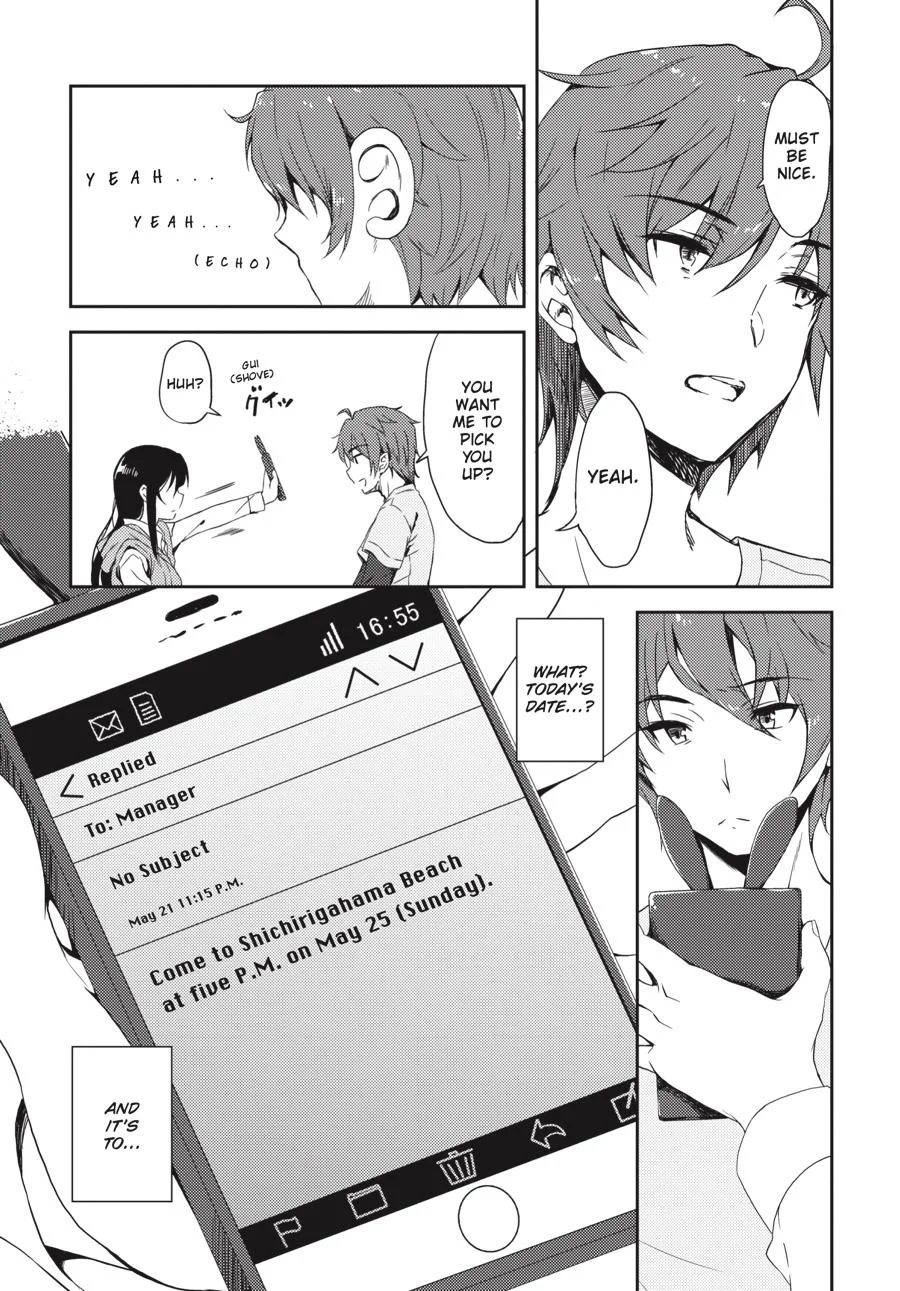 MUST
BE
NICE.
YEAH.
YEAH...
YEAH...
(ECHO)
YOU
WANT
ME TO
PICK
YOU
UP?
GUI
(SHOVE)
グイッ
HUH?
WHAT?
TODAY'S
DATE...?
16:55
Replied
To: Manager
No Subject
May 21 11:15 P.M.
Come to Shichirigahama Beach
at five P.M. on May 25 (Sunday).
AND
IT'S
TO...